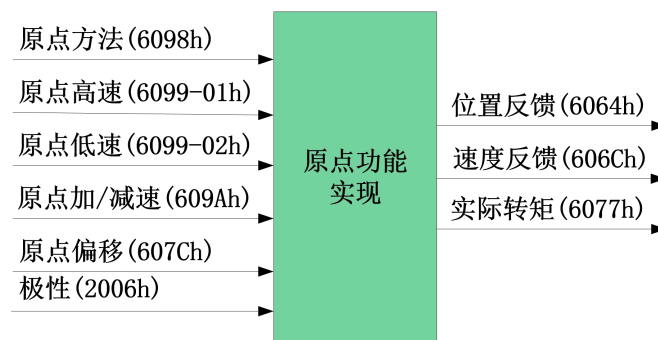 原点方法(6098h)
原点高速(6099-01h)
原点低速(6099-02h)
原点加/减速(609Ah)
原点偏移(607Ch)
极性(2006h)
原点功能
实现
位置反馈(6064h)
速度反馈(606Ch)
实际转矩(6077h)